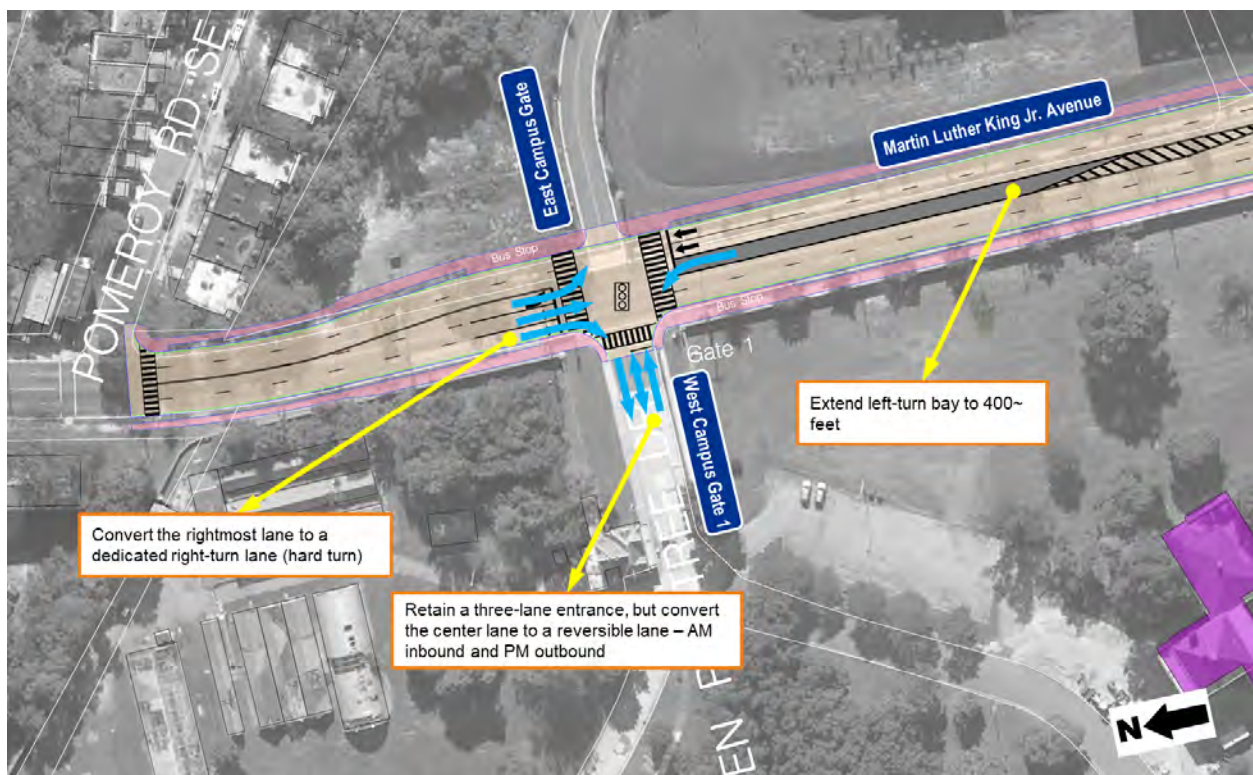 POMEROY RD SE
East Campus Gate
Martin Luther King Jr. Avenue
Bus Stop
Bus Stop
Gate 1
West Campus Gate 1
Extend left-turn bay to 400~
feet
Convert the rightmost lane to a
dedicated right-turn lane (hard turn)
Retain a three-lane entrance, but convert
the center lane to a reversible lane – AM
inbound and PM outbound
N